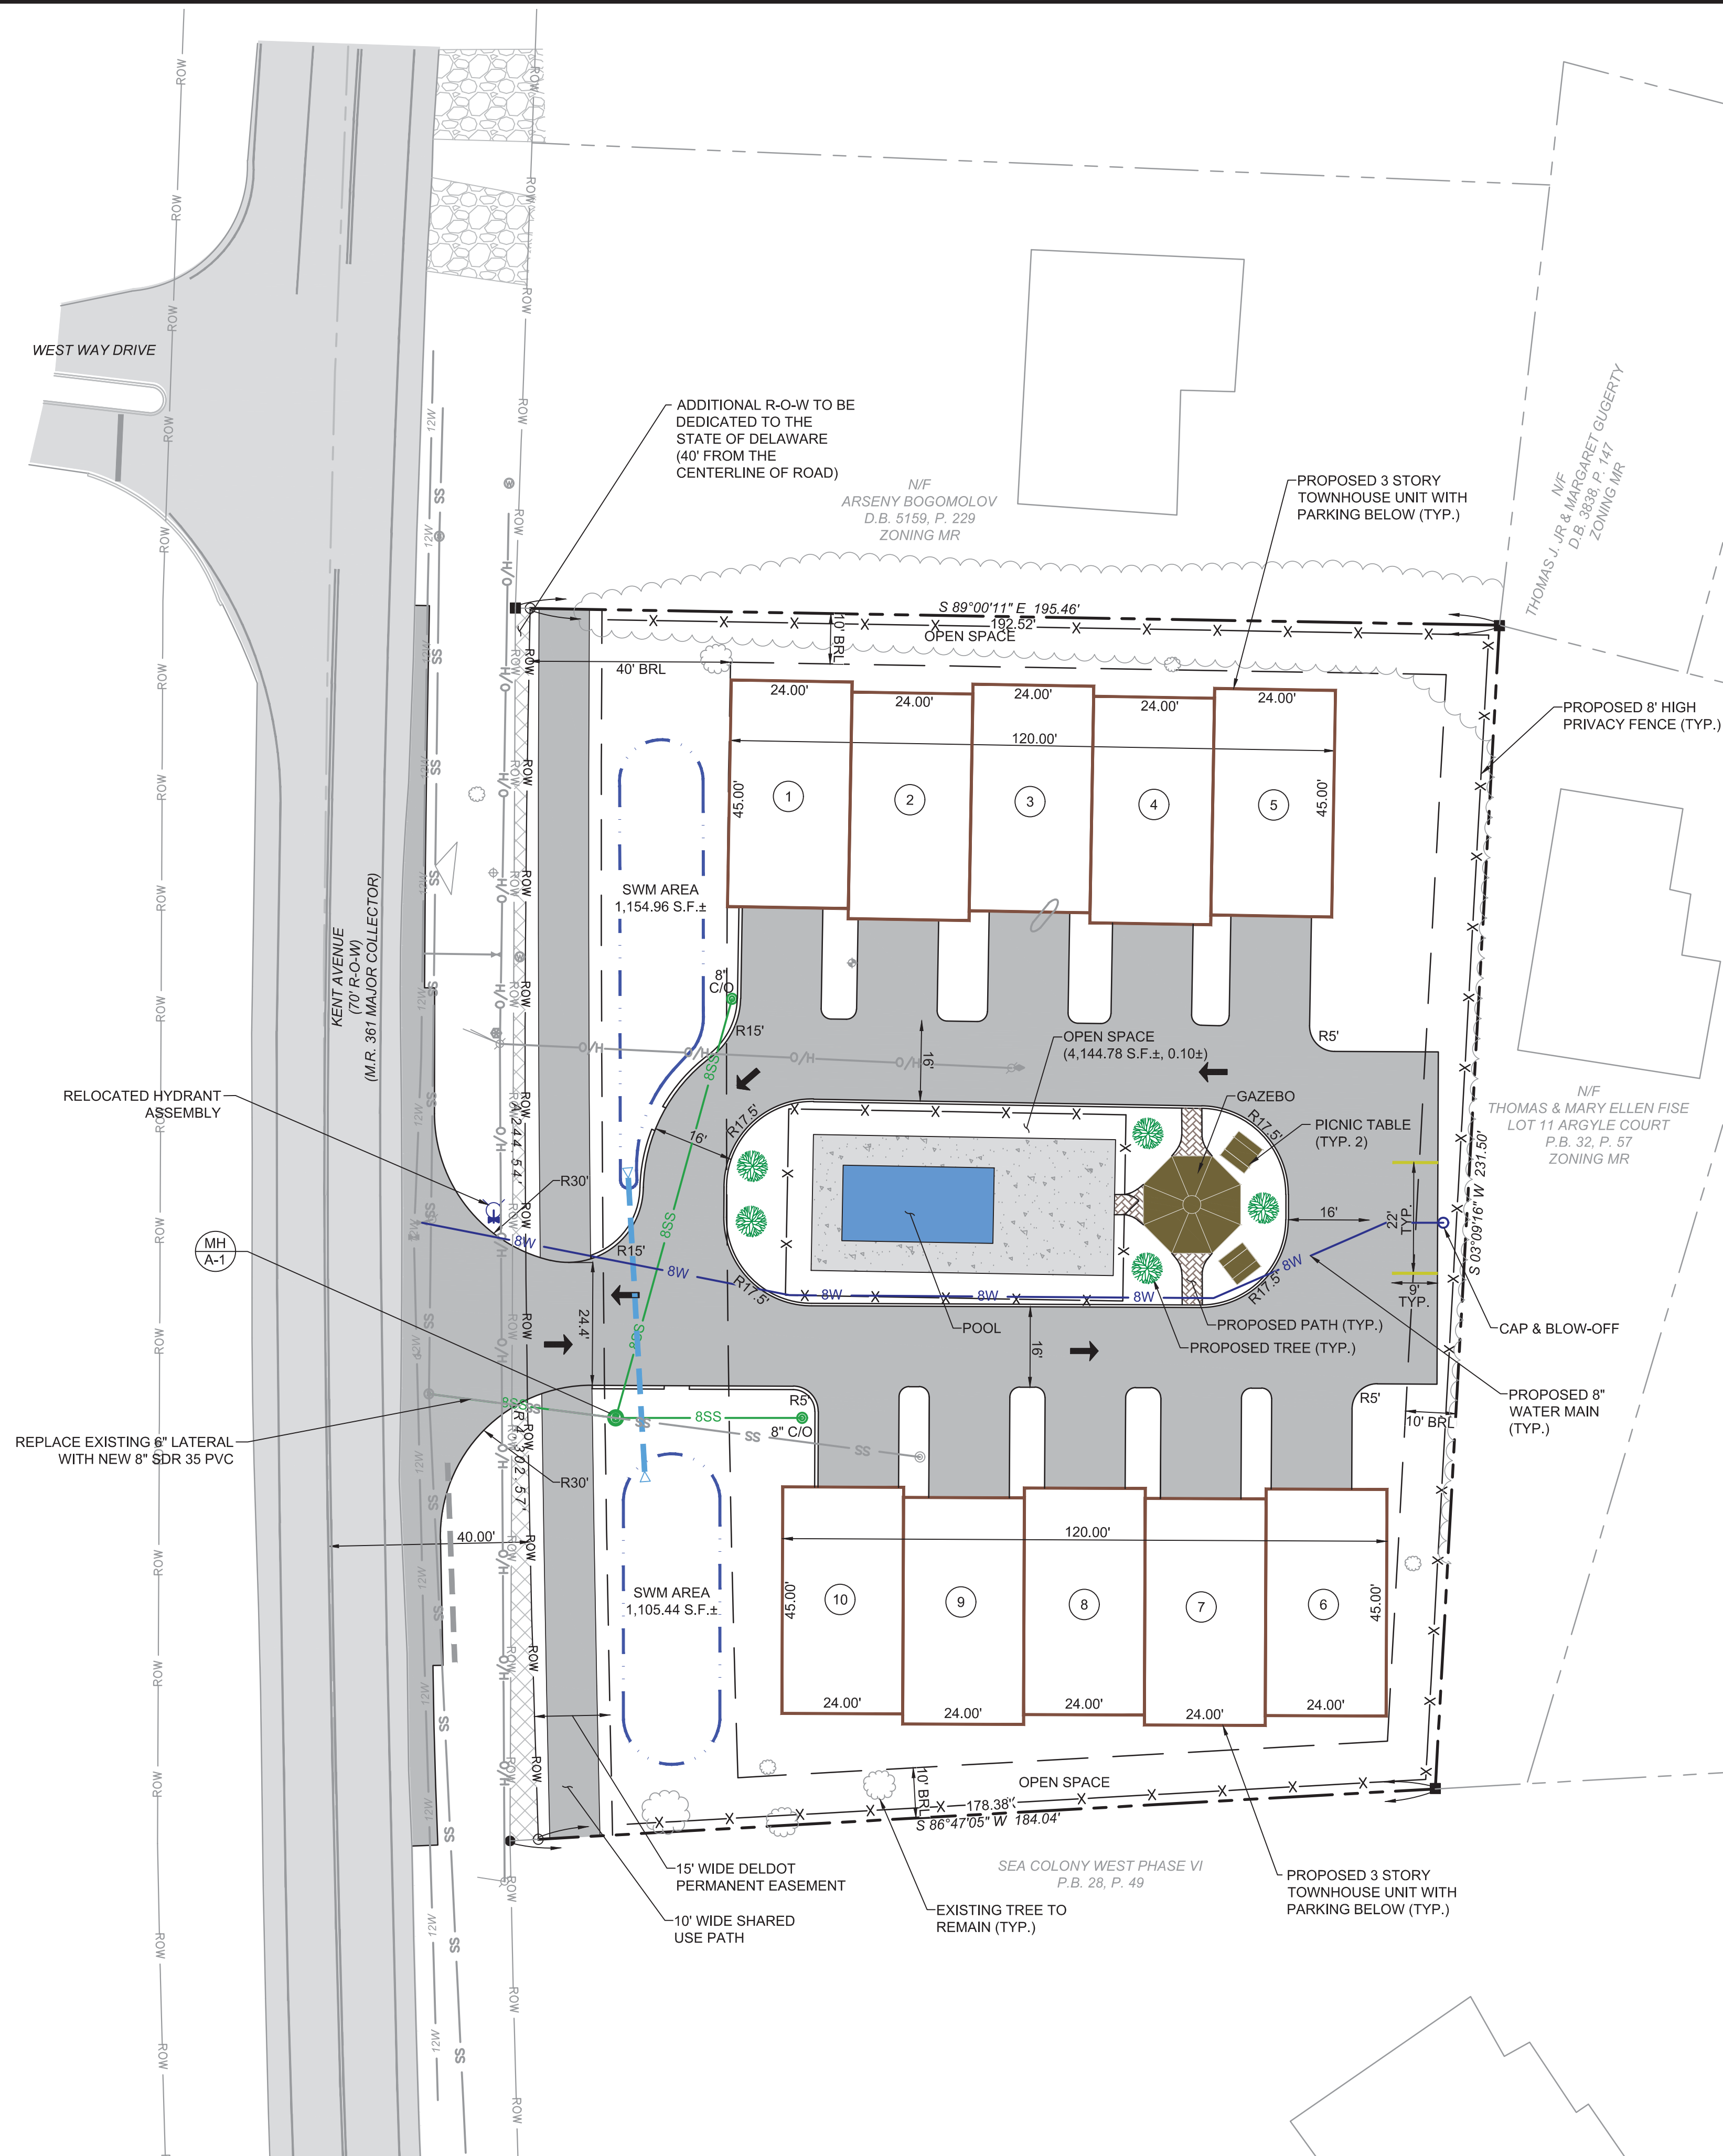 WEST WAY DRIVE
ADDITIONAL R-O-W TO BE
DEDICATED TO THE
STATE OF DELAWARE
(40' FROM THE
CENTERLINE OF ROAD)
N/F
ARSENY BOGOMOLOV
D.B. 5159, P. 229
ZONING MR
PROPOSED 3 STORY
TOWNHOUSE UNIT WITH
PARKING BELOW (TYP.)
N/F
THOMAS J. JR & MARGARET GUGERTY
D.B. 3838, P. 147
ZONING MR
S 89°00'11" E 195.46'
192.52'
OPEN SPACE
10' BRL
40' BRL
24.00'
24.00'
24.00'
24.00'
24.00'
120.00'
PROPOSED 8' HIGH
PRIVACY FENCE (TYP.)
45.00'
1
2
3
4
5
45.00'
SWM AREA
1,154.96 S.F.±
KENT AVENUE
(70' R-O-W)
(M.R. 361 MAJOR COLLECTOR)
8"
C/O
R15'
16'
OPEN SPACE
(4,144.78 S.F.±, 0.10±)
R5'
RELOCATED HYDRANT
ASSEMBLY
8SS
O/H
O/H
O/H
GAZEBO
PICNIC TABLE
(TYP. 2)
N/F
THOMAS & MARY ELLEN FISE
LOT 11 ARGYLE COURT
P.B. 32, P. 57
ZONING MR
R17.5'
R17.5'
16'
R30'
S 03°09'16" W 231.50'
22'
TYP.
16'
MH
A-1
8W
R15'
8SS
8W
R17.5'
8W
8W
8W
R17.5'
8W
9'
TYP.
24.4'
8SS
POOL
PROPOSED PATH (TYP.)
PROPOSED TREE (TYP.)
16'
CAP & BLOW-OFF
PROPOSED 8"
WATER MAIN
(TYP.)
R5'
R5'
10' BRL
8SS
8SS
8" C/O
SS
SS
SS
REPLACE EXISTING 6" LATERAL
WITH NEW 8" SDR 35 PVC
R30'
40.00'
120.00'
45.00'
10
9
8
7
6
45.00'
SWM AREA
1,105.44 S.F.±
24.00'
24.00'
24.00'
24.00'
24.00'
10' BRL
OPEN SPACE
178.38'
S 86°47'05" W 184.04'
15' WIDE DELDOT
PERMANENT EASEMENT
SEA COLONY WEST PHASE VI
P.B. 28, P. 49
PROPOSED 3 STORY
TOWNHOUSE UNIT WITH
PARKING BELOW (TYP.)
10' WIDE SHARED
USE PATH
EXISTING TREE TO
REMAIN (TYP.)
ROW
ROW
12W
SS